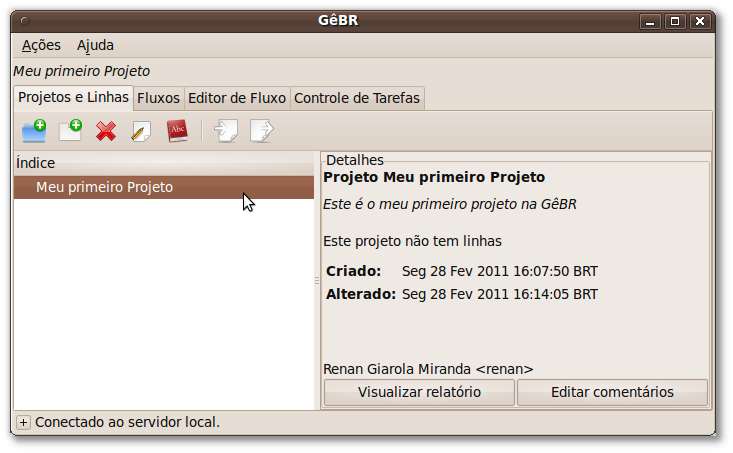 GêBR
Ações Ajuda
Meu primeiro Projeto
Projetos e Linhas Fluxos Editor de Fluxo Controle de Tarefas
Abc
Índice
Meu primeiro Projeto
Detalhes
Projeto Meu primeiro Projeto
Este é o meu primeiro projeto na GêBR
Este projeto não tem linhas
Criado: Seg 28 Fev 2011 16:07:50 BRT
Alterado: Seg 28 Fev 2011 16:14:05 BRT
Renan Giarola Miranda <renan>
Visualizar relatório Editar comentários
Conectado ao servidor local.